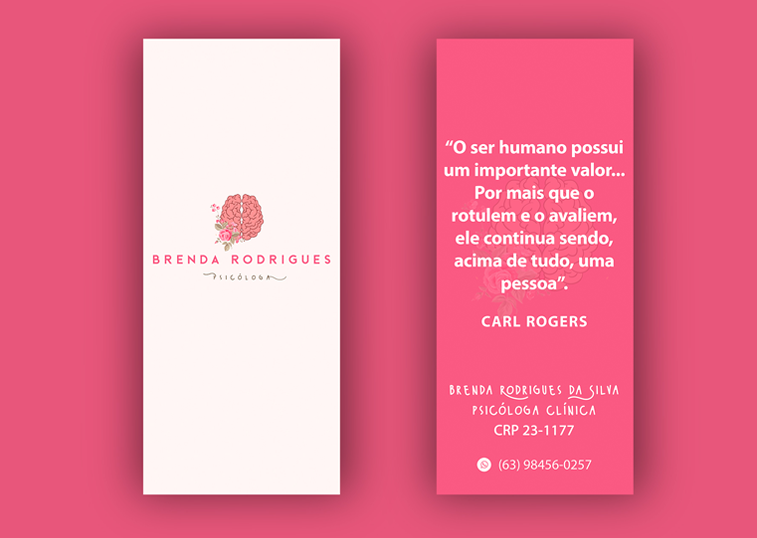 BRENDA RODRIGUES
PSICÓLOGA
“O ser humano possui
um importante valor...
Por mais que o
rotulem e o avaliem,
ele continua sendo,
acima de tudo, uma
pessoa”.
CARL ROGERS
BRENDA RODRIGUES DA SILVA
PSICÓLOGA CLÍNICA
CRP 23-1177
(63) 98456-0257